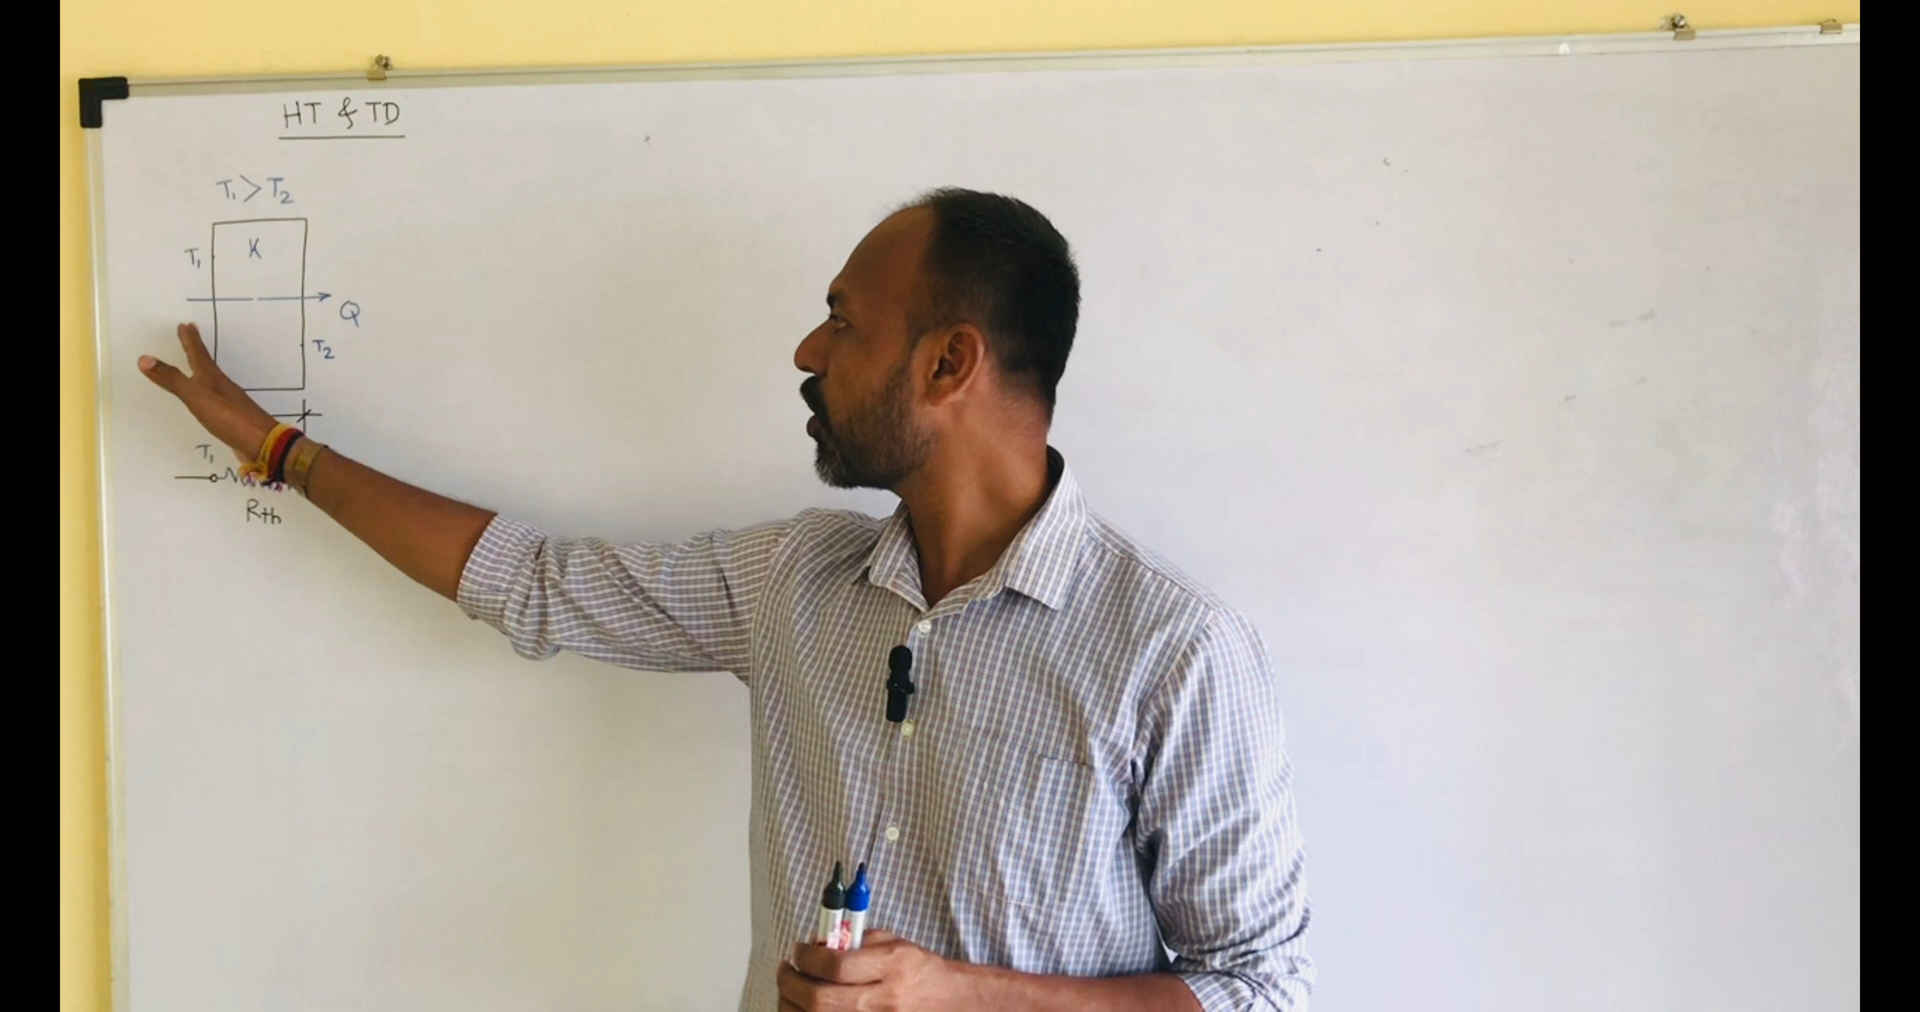 HT & TD
T₁ > T₂
T₁
K
Q
T₂
T₁
Rth